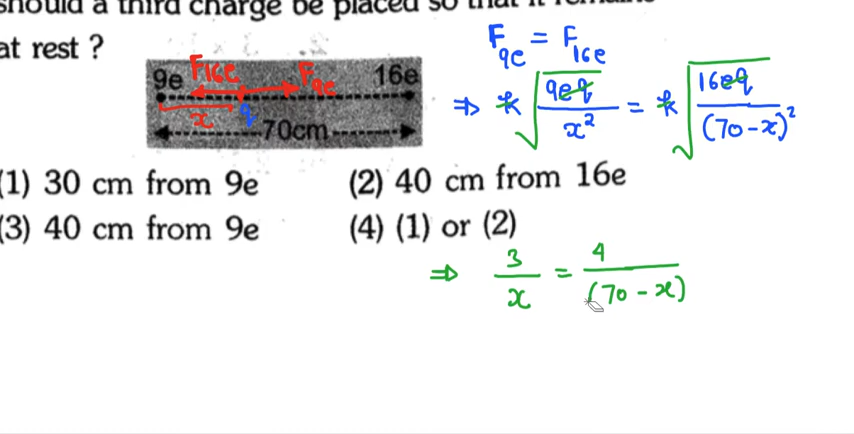 should a third charge be placed so that it remains
at rest ?
9e F16e F9e 16e
x q
70cm
(1) 30 cm from 9e (2) 40 cm from 16e
(3) 40 cm from 9e (4) (1) or (2)
F9e = F16e
⇒ k√(9eq/x²) = k√(16eq/(70-x)²)
⇒ 3/x = 4/(70-x)